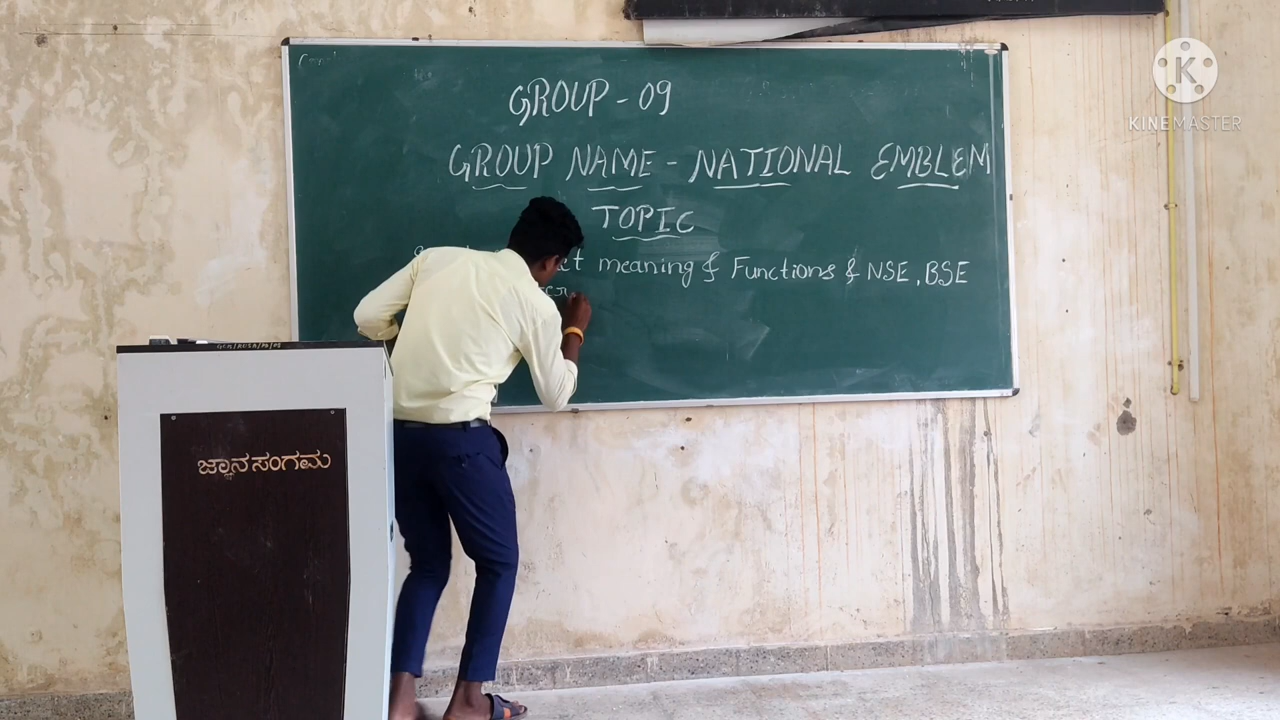 GROUP - 09
GROUP NAME - NATIONAL EMBLEM
TOPIC
meaning & Functions & NSE, BSE
ಜ್ಞಾನಸಂಗಮ
K
KINEMASTER